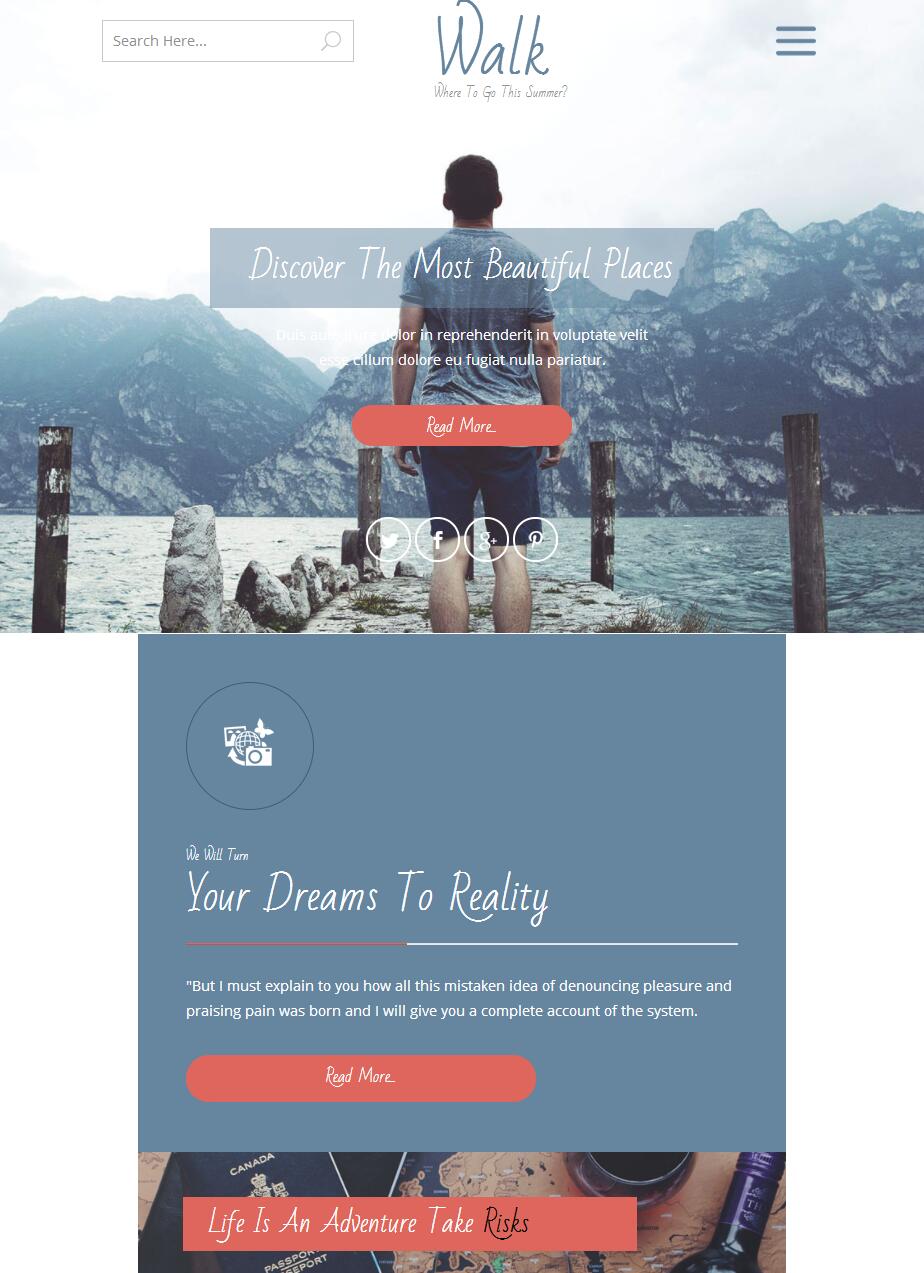 Search Here...
Walk
Where To Go This Summer?
Discover The Most Beautiful Places
Duis aute irure dolor in reprehenderit in voluptate velit
esse cillum dolore eu fugiat nulla pariatur.
Read More..
We Will Turn
Your Dreams To Reality
"But I must explain to you how all this mistaken idea of denouncing pleasure and
praising pain was born and I will give you a complete account of the system.
Read More..
CANADA
Life Is An Adventure Take Risks
TH
PASSPORT